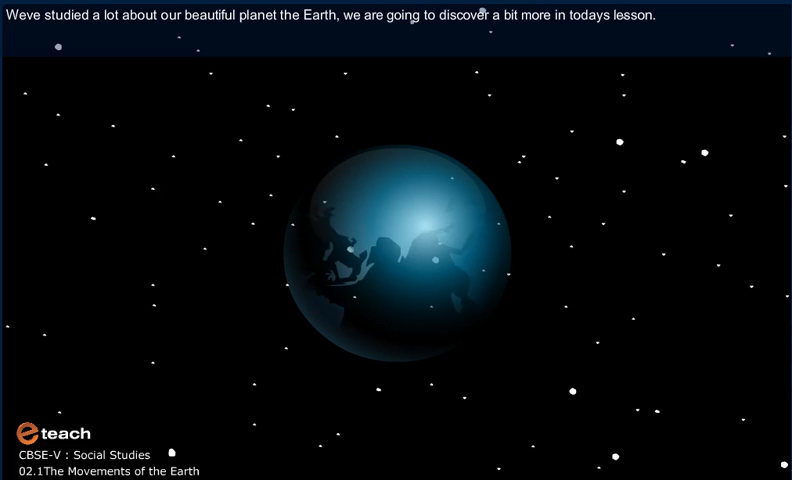 Weve studied a lot about our beautiful planet the Earth, we are going to discover a bit more in todays lesson.
eteach
CBSE-V : Social Studies
02.1The Movements of the Earth